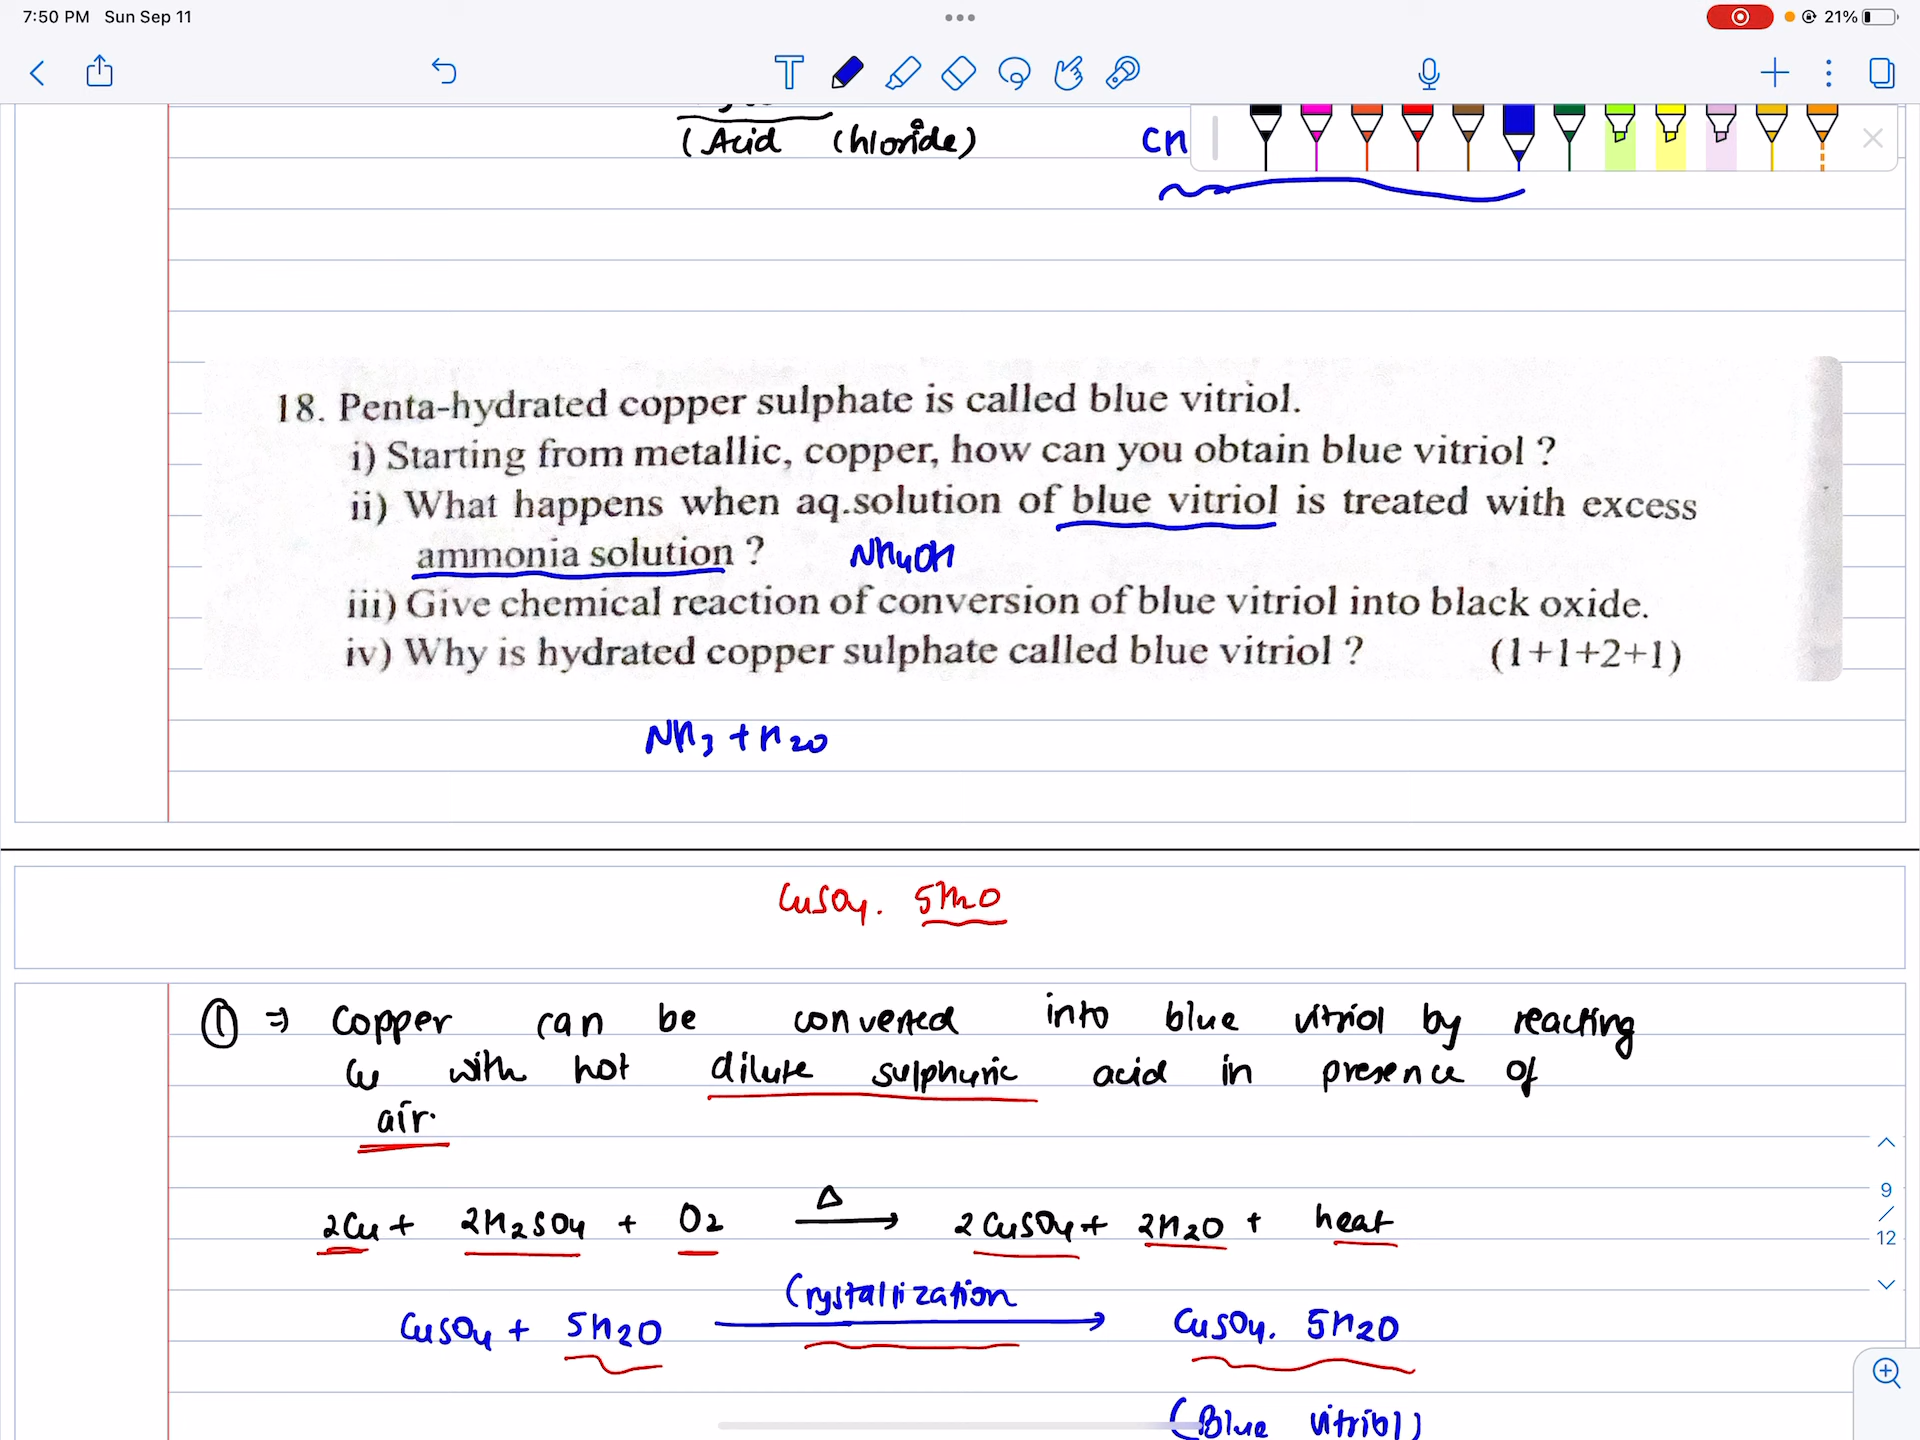 7:50 PM Sun Sep 11
21%
(Acid Chloride)
CH
18. Penta-hydrated copper sulphate is called blue vitriol.
i) Starting from metallic, copper, how can you obtain blue vitriol ?
ii) What happens when aq.solution of blue vitriol is treated with excess
ammonia solution ? NH4OH
iii) Give chemical reaction of conversion of blue vitriol into black oxide.
iv) Why is hydrated copper sulphate called blue vitriol ? (1+1+2+1)
NH3 + H2O
CuSO4. 5H2O
① ⇒ Copper can be converted into blue vitriol by reacting
Cu with hot dilute sulphuric acid in presence of
air.
Δ
2Cu + 2H2SO4 + O2 → 2CuSO4 + 2H2O + heat
Crystallization
CuSO4 + 5H2O → CuSO4. 5H2O
(Blue vitriol)
9
/
12